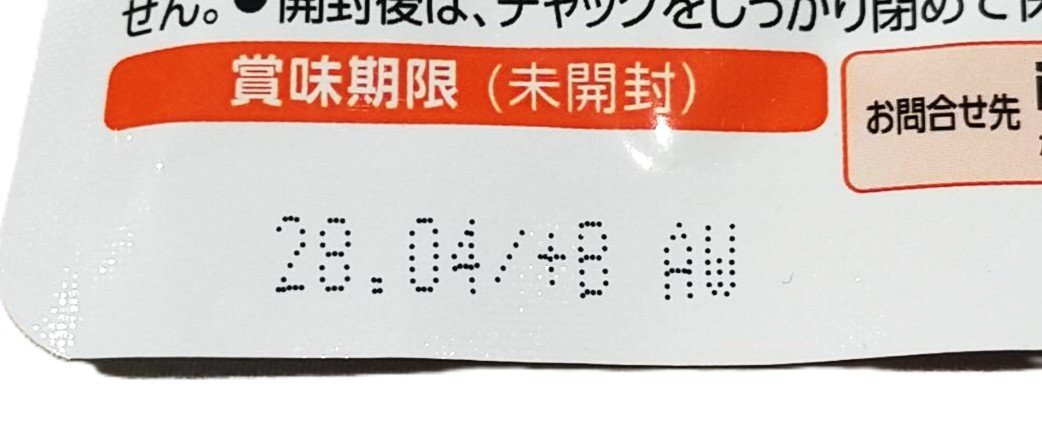 せん。●開封後は、チャックをしっかり閉めて
賞味期限（未開封）
お問合せ先
28.04/+B AW